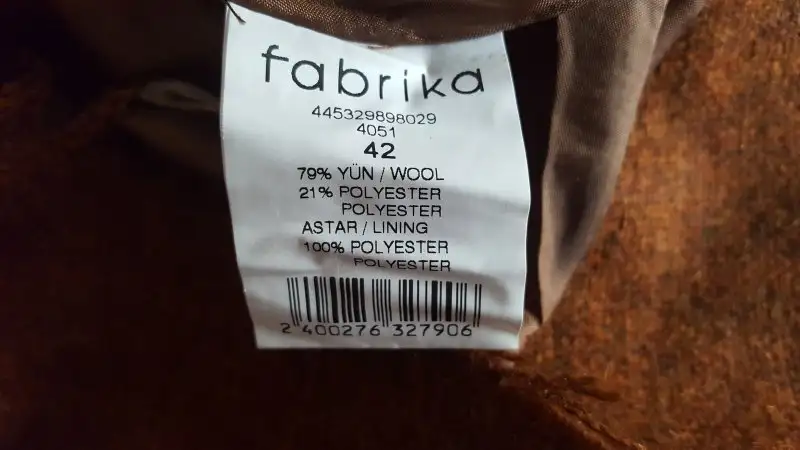 fabrika
445329898029
4051
42
79% YÜN / WOOL
21% POLYESTER
POLYESTER
ASTAR / LINING
100% POLYESTER
POLYESTER
2 400276 327906